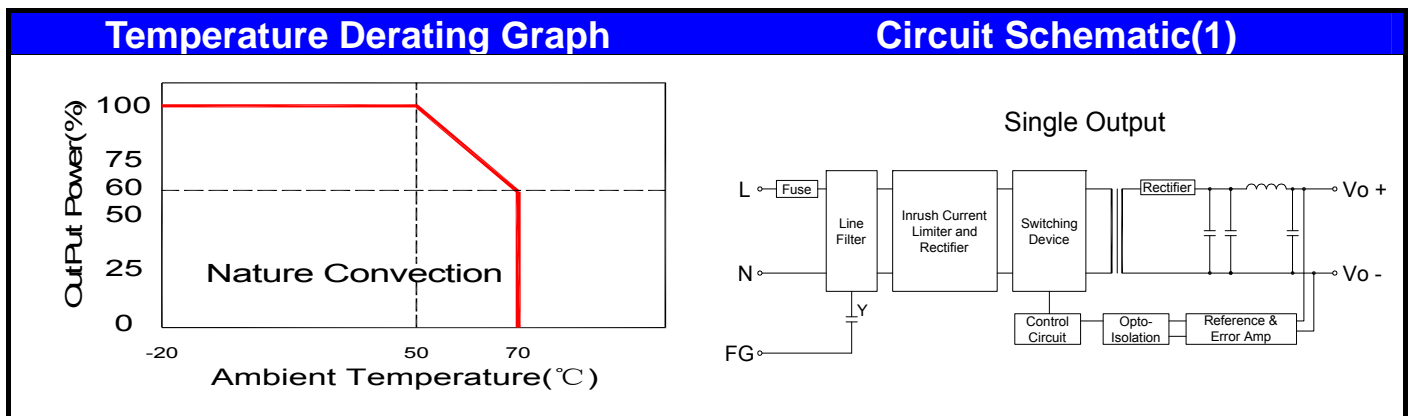 Temperature Derating Graph
OutPut Power(%)
100
75
60
50
25
0
Nature Convection
-20
50
70
Ambient Temperature(℃)
Circuit Schematic(1)
Single Output
L
Fuse
Line
Filter
Inrush Current
Limiter and
Rectifier
Switching
Device
Rectifier
Vo +
N
Vo -
Y
Control
Circuit
Opto-
Isolation
Reference &
Error Amp
FG